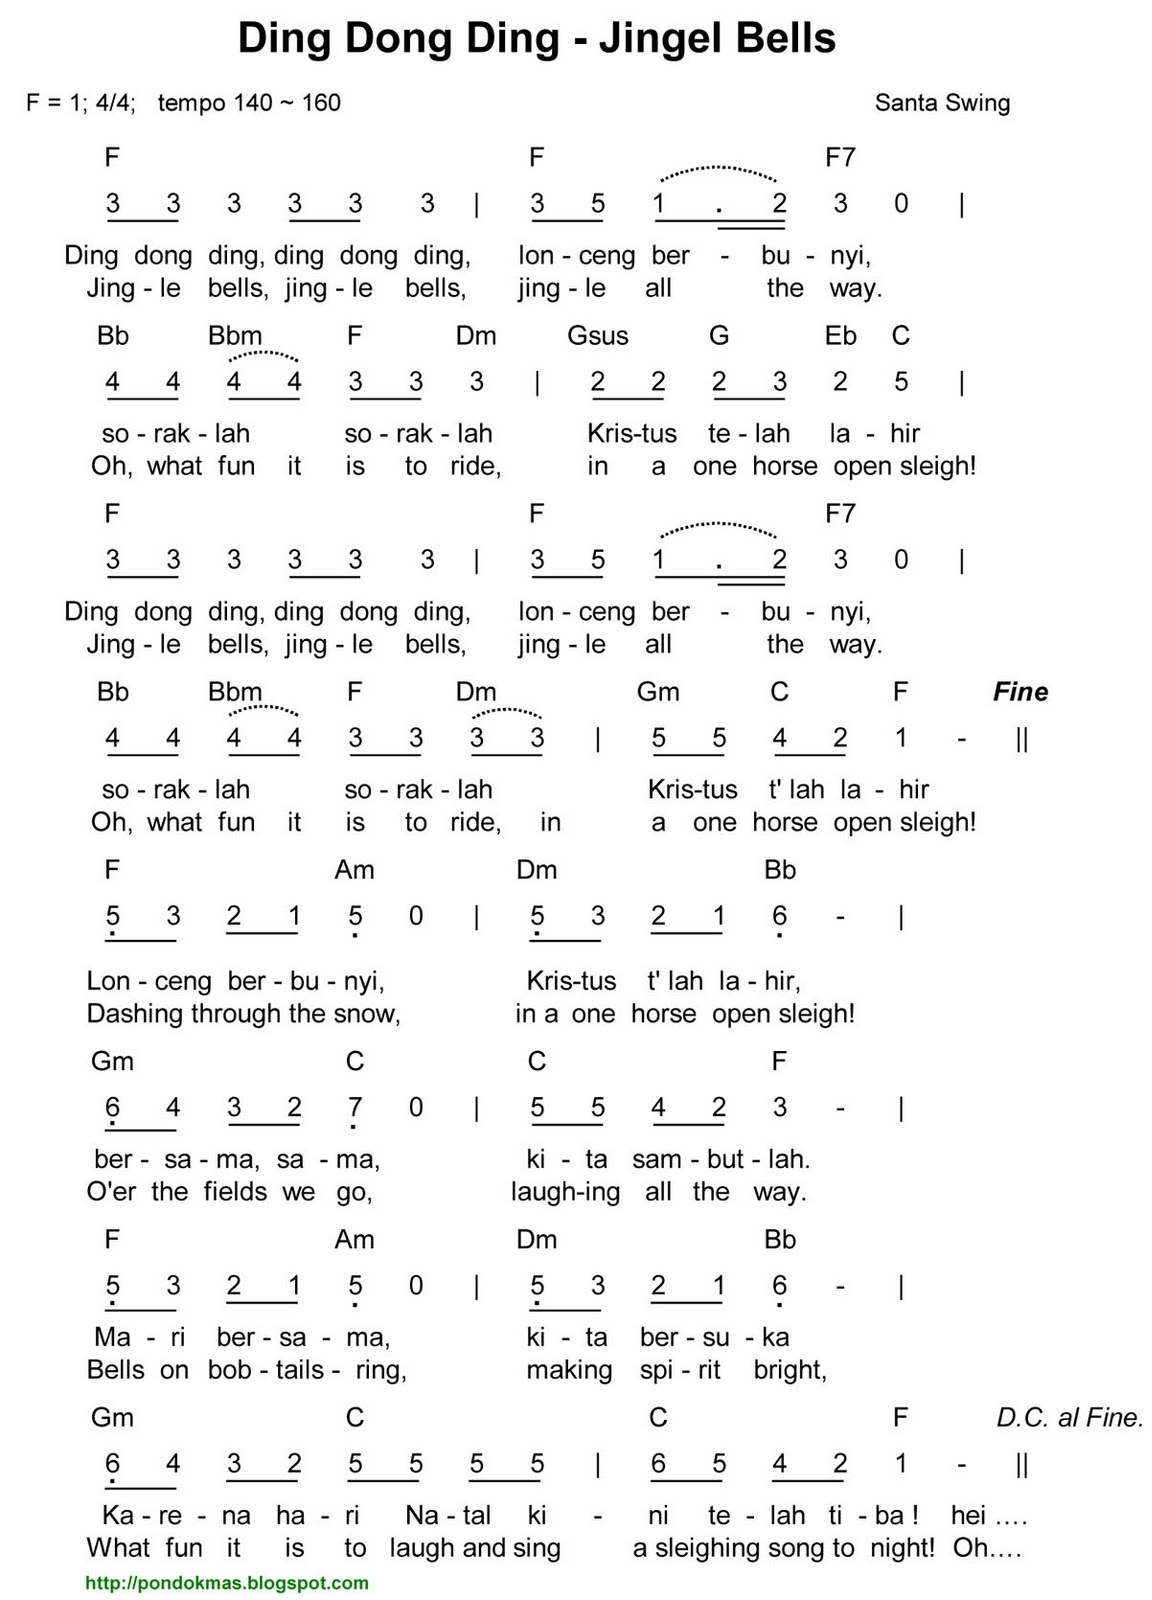 Ding Dong Ding - Jingel Bells
F = 1; 4/4; tempo 140 ~ 160 Santa Swing
F F F7
3 3 3 3 3 3 | 3 5 1 . 2 3 0 |
Ding dong ding, ding dong ding, lon - ceng ber - bu - nyi,
Jing - le bells, jing - le bells, jing - le all the way.
Bb Bbm F Dm Gsus G Eb C
4 4 4 4 3 3 3 | 2 2 2 3 2 5 |
so - rak - lah so - rak - lah Kris-tus te - lah la - hir
Oh, what fun it is to ride, in a one horse open sleigh!
F F F7
3 3 3 3 3 3 | 3 5 1 . 2 3 0 |
Ding dong ding, ding dong ding, lon - ceng ber - bu - nyi,
Jing - le bells, jing - le bells, jing - le all the way.
Bb Bbm F Dm Gm C F Fine
4 4 4 4 3 3 3 3 | 5 5 4 2 1 - ||
so - rak - lah so - rak - lah Kris-tus t' lah la - hir
Oh, what fun it is to ride, in a one horse open sleigh!
F Am Dm Bb
5̣ 3 2 1 5̣ 0 | 5̣ 3 2 1 6̣ - |
Lon - ceng ber - bu - nyi, Kris-tus t' lah la - hir,
Dashing through the snow, in a one horse open sleigh!
Gm C C F
6̣ 4 3 2 7̣ 0 | 5 5 4 2 3 - |
ber - sa - ma, sa - ma, ki - ta sam - but - lah.
O'er the fields we go, laugh-ing all the way.
F Am Dm Bb
5̣ 3 2 1 5̣ 0 | 5̣ 3 2 1 6̣ - |
Ma - ri ber - sa - ma, ki - ta ber - su - ka
Bells on bob - tails - ring, making spi - rit bright,
Gm C C F D.C. al Fine.
6̣ 4 3 2 5 5 5 5 | 6 5 4 2 1 - ||
Ka - re - na ha - ri Na - tal ki - ni te - lah ti - ba ! hei ....
What fun it is to laugh and sing a sleighing song to night! Oh....
http://pondokmas.blogspot.com